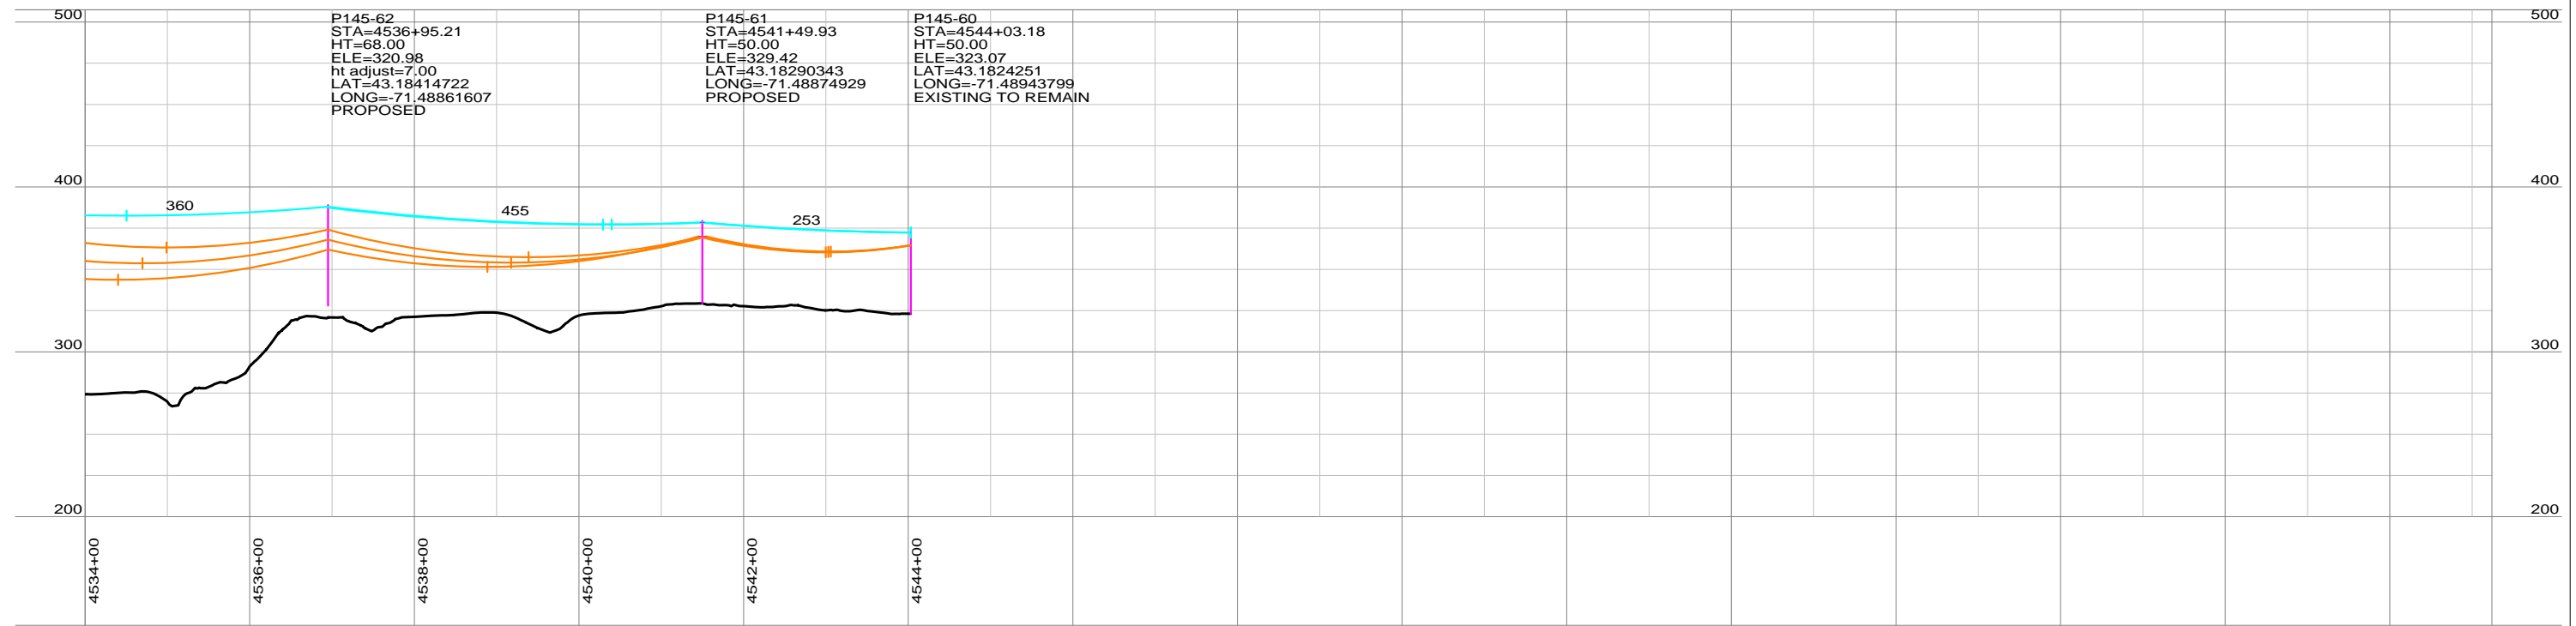 P145-62
STA=4536+95.21
HT=68.00
ELE=320.98
ht adjust=7.00
LAT=43.18414722
LONG=-71.48861607
PROPOSED
P145-61
STA=4541+49.93
HT=50.00
ELE=329.42
LAT=43.18290343
LONG=-71.48874929
PROPOSED
P145-60
STA=4544+03.18
HT=50.00
ELE=323.07
LAT=43.1824251
LONG=-71.48943799
EXISTING TO REMAIN
500
500
400
400
360
455
253
300
300
200
200
4534+00
4536+00
4538+00
4540+00
4542+00
4544+00